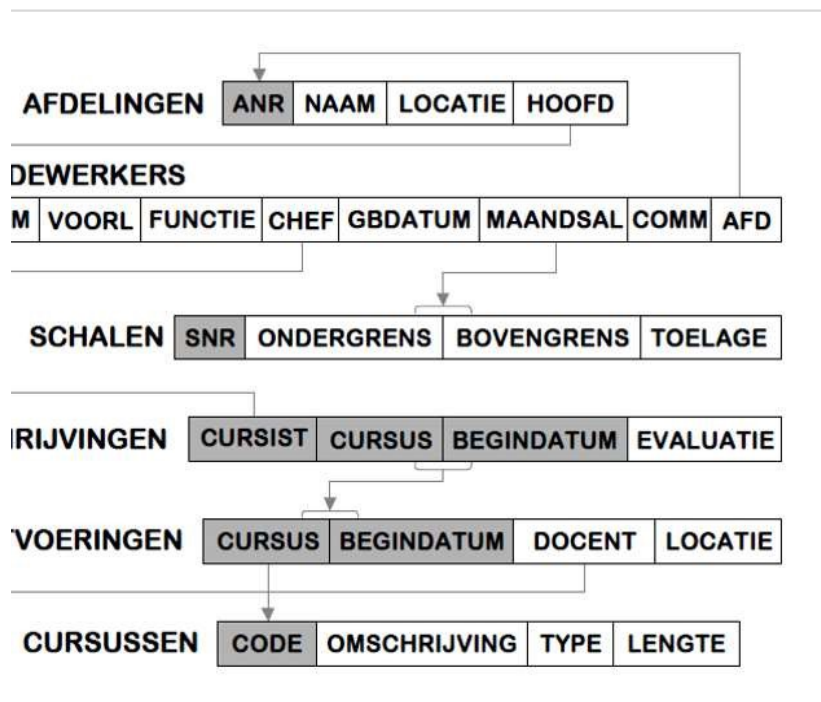 AFDELINGEN ANR NAAM LOCATIE HOOFD
DEWERKERS
M VOORL FUNCTIE CHEF GBDATUM MAANDSAL COMM AFD
SCHALEN SNR ONDERGRENS BOVENGRENS TOELAGE
RIJVINGEN CURSIST CURSUS BEGINDATUM EVALUATIE
TVOERINGEN CURSUS BEGINDATUM DOCENT LOCATIE
CURSUSSEN CODE OMSCHRIJVING TYPE LENGTE